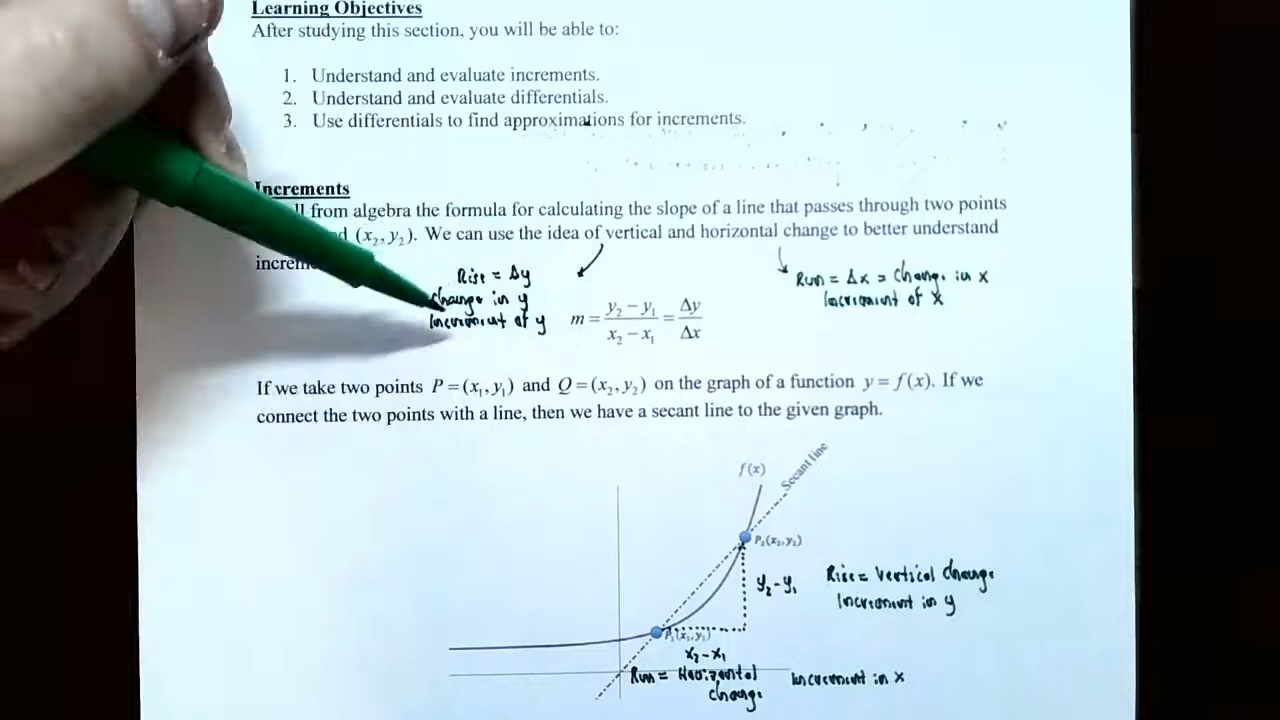 Learning Objectives
After studying this section, you will be able to:
1. Understand and evaluate increments.
2. Understand and evaluate differentials.
3. Use differentials to find approximations for increments.
Increments
from algebra the formula for calculating the slope of a line that passes through two points
(x₂, y₂). We can use the idea of vertical and horizontal change to better understand
Rise = Δy
change in y
Increment of y
m = (y₂ − y₁)/(x₂ − x₁) = Δy/Δx
Run = Δx = change in x
Increment of x
If we take two points P = (x₁, y₁) and Q = (x₂, y₂) on the graph of a function y = f(x). If we
connect the two points with a line, then we have a secant line to the given graph.
f(x)
Secant line
P₂(x₂, y₂)
y₂ − y₁
Rise = Vertical change
Increment in y
P₁(x₁, y₁)
x₂ − x₁
Run = Horizontal
change
Increment in x